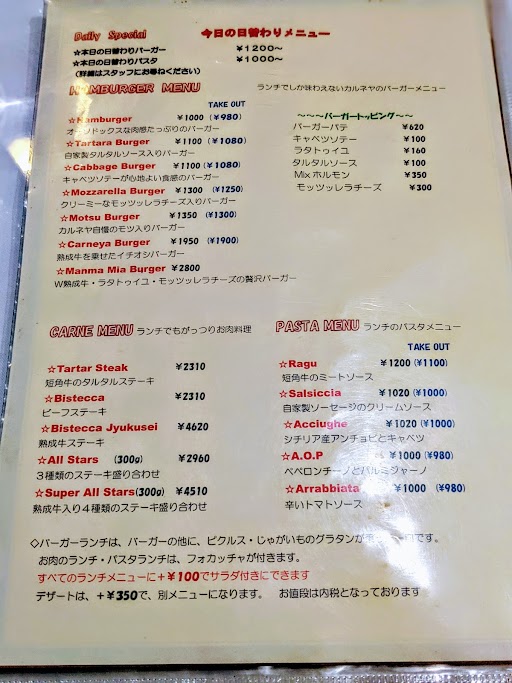 Daily Special 今日の日替わりメニュー
☆本日の日替わりバーガー ￥1200～
☆本日の日替わりパスタ ￥1000～
(詳細はスタッフにお尋ねください)
HAMBURGER MENU ランチでしか味わえないカルネヤのバーガーメニュー
TAKE OUT
☆Hamburger ￥1000 (￥980)
オーソドックスな肉感たっぷりのバーガー
☆Tartara Burger ￥1100 (￥1080)
自家製タルタルソース入りバーガー
☆Cabbage Burger ￥1100 (￥1080)
キャベツソテーが心地よい食感のバーガー
☆Mozzarella Burger ￥1300 (￥1250)
クリーミーなモッツァレラチーズ入りバーガー
☆Motsu Burger ￥1350 (￥1300)
カルネヤ自慢のモツ入りバーガー
☆Carneya Burger ￥1950 (￥1900)
熟成牛を乗せたイチオシバーガー
☆Manma Mia Burger ￥2800
W熟成牛・ラタトゥイユ・モッツッレラチーズの贅沢バーガー
～～～バーガートッピング～～
バーガーパテ ￥620
キャベツソテー ￥100
ラタトゥイユ ￥160
タルタルソース ￥100
Mix ホルモン ￥350
モッツッレラチーズ ￥300
CARNE MENU ランチでもがっつりお肉料理
☆Tartar Steak ￥2310
短角牛のタルタルステーキ
☆Bistecca ￥2310
ビーフステーキ
☆Bistecca Jyukusei ￥4620
熟成牛ステーキ
☆All Stars (300g) ￥2960
３種類のステーキ盛り合わせ
☆Super All Stars(300g) ￥4510
熟成牛入り４種類のステーキ盛り合せ
PASTA MENU ランチのパスタメニュー
TAKE OUT
☆Ragu ￥1200 (￥1100)
短角牛のミートソース
☆Salsiccia ￥1020 (￥1000)
自家製ソーセージのクリームソース
☆Acciughe ￥1020 (￥1000)
シチリア産アンチョビとキャベツ
☆A.O.P ￥1000 (￥980)
ペペロンチーノとパルミジャーノ
☆Arrabbiata ￥1000 (￥980)
辛いトマトソース
◇バーガーランチは、バーガーの他に、ピクルス・じゃがいものグラタンが
お肉のランチ・パスタランチは、フォカッチャが付きます。
すべてのランチメニューに＋￥100でサラダ付きにできます
デザートは、＋￥350で、別メニューになります。 お値段は内税となっております